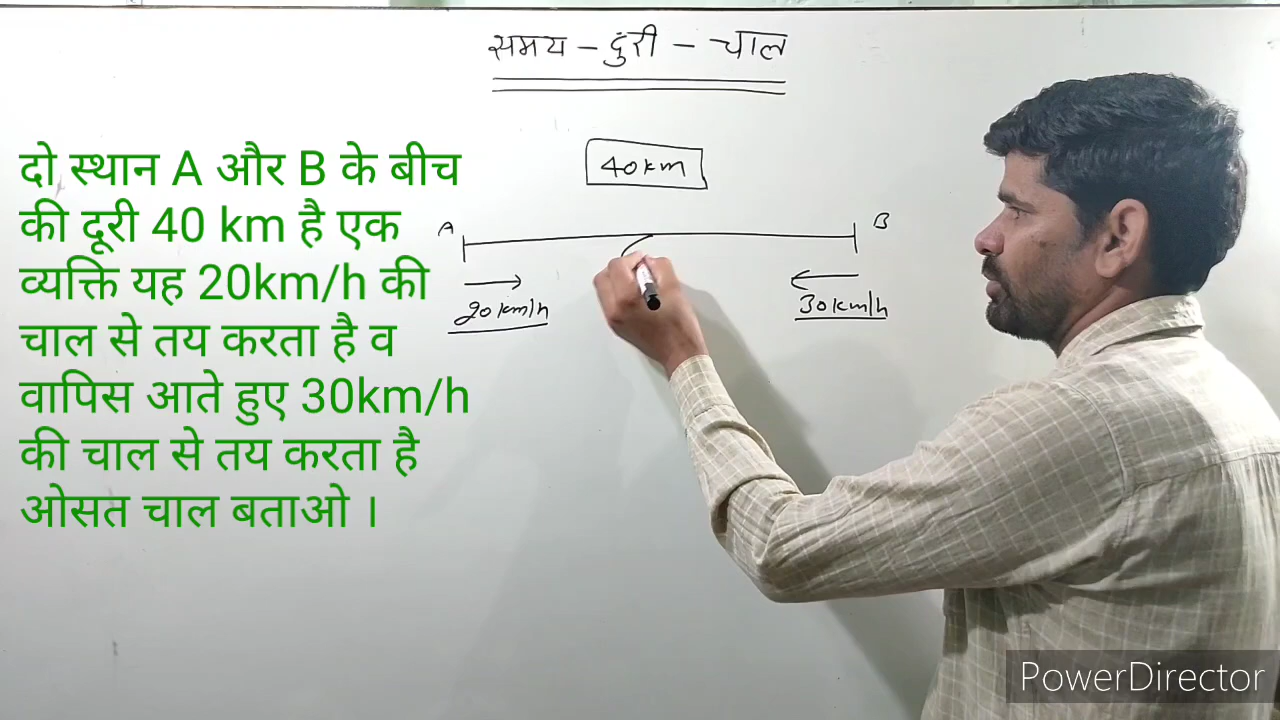 समय – दुरी – चाल
40km
A
B
20km/h
30km/h
दो स्थान A और B के बीच
की दूरी 40 km है एक
व्यक्ति यह 20km/h की
चाल से तय करता है व
वापिस आते हुए 30km/h
की चाल से तय करता है
ओसत चाल बताओ ।
PowerDirector